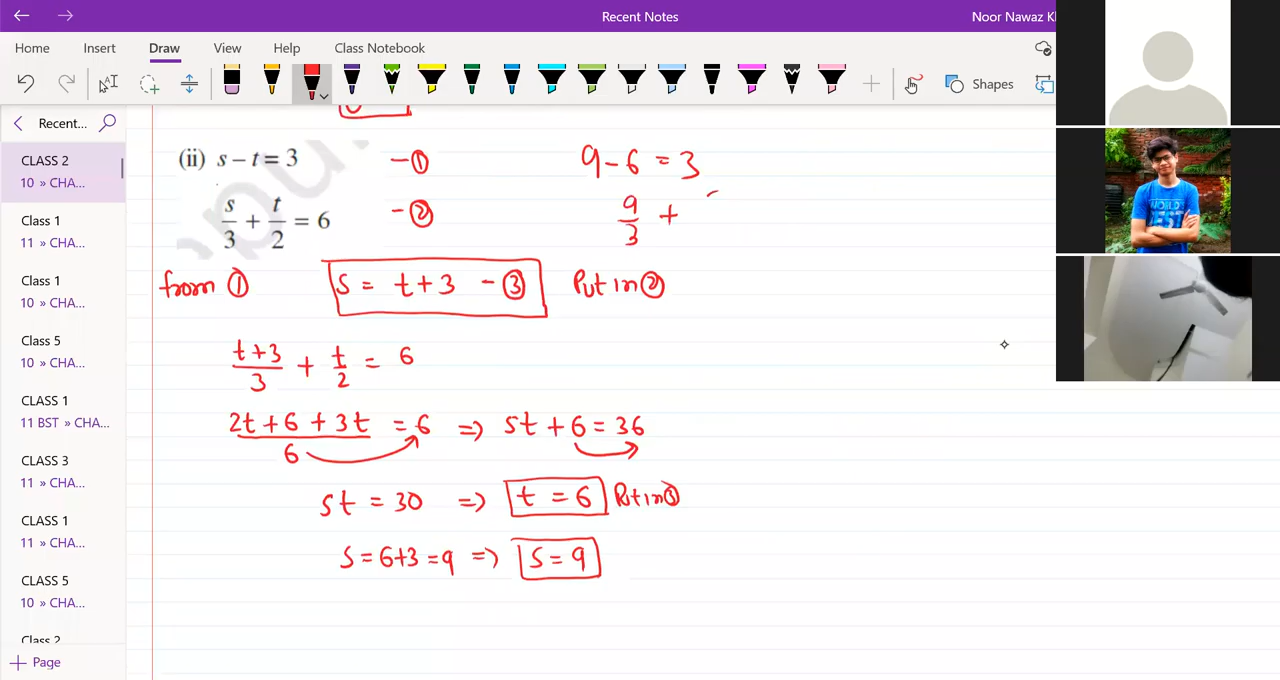 Recent Notes
Noor Nawaz Kh
Home Insert Draw View Help Class Notebook
Shapes
Recent...
CLASS 2
10 » CHA...
Class 1
11 » CHA...
Class 1
10 » CHA...
Class 5
10 » CHA...
CLASS 1
11 BST » CHA...
CLASS 3
11 » CHA...
CLASS 1
11 » CHA...
CLASS 5
10 » CHA...
Class 2
Page
(ii) s − t = 3 − ① 9 − 6 = 3
s/3 + t/2 = 6 − ② 9/3 +
from ① s = t + 3 − ③ Put in ②
t+3/3 + t/2 = 6
2t + 6 + 3t / 6 = 6 => 5t + 6 = 36
5t = 30 => t = 6 Put in ③
s = 6+3 = 9 => s = 9
WORLD'S